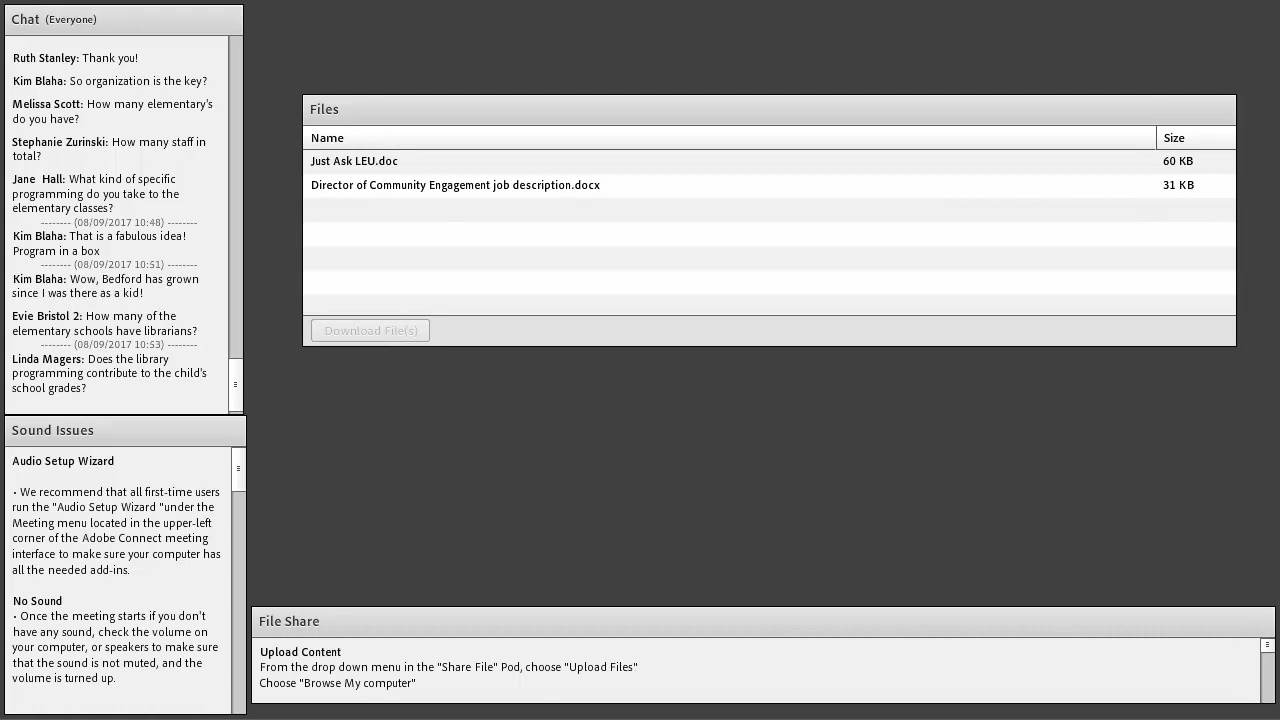 Chat (Everyone)
Ruth Stanley: Thank you!
Kim Blaha: So organization is the key?
Melissa Scott: How many elementary's
do you have?
Stephanie Zurinski: How many staff in
total?
Jane Hall: What kind of specific
programming do you take to the
elementary classes?
-------- (08/09/2017 10:48) --------
Kim Blaha: That is a fabulous idea!
Program in a box
-------- (08/09/2017 10:51) --------
Kim Blaha: Wow, Bedford has grown
since I was there as a kid!
Evie Bristol 2: How many of the
elementary schools have librarians?
-------- (08/09/2017 10:53) --------
Linda Magers: Does the library
programming contribute to the child's
school grades?
Sound Issues
Audio Setup Wizard
• We recommend that all first-time users
run the "Audio Setup Wizard "under the
Meeting menu located in the upper-left
corner of the Adobe Connect meeting
interface to make sure your computer has
all the needed add-ins.
No Sound
• Once the meeting starts if you don't
have any sound, check the volume on
your computer, or speakers to make sure
that the sound is not muted, and the
volume is turned up.
Files
Name Size
Just Ask LEU.doc 60 KB
Director of Community Engagement job description.docx 31 KB
Download File(s)
File Share
Upload Content
From the drop down menu in the "Share File" Pod, choose "Upload Files"
Choose "Browse My computer"